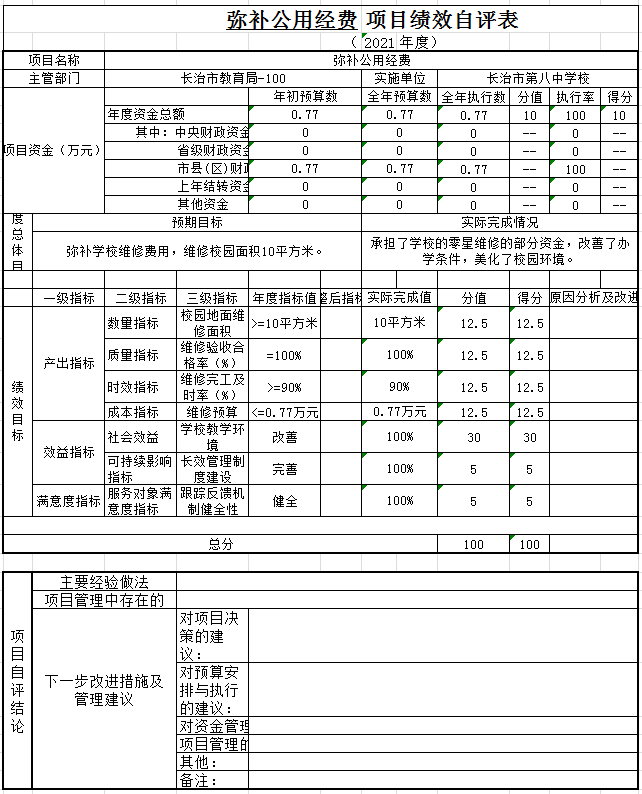 弥补公用经费 项目绩效自评表
（ 2021 年度）
项目名称 弥补公用经费
主管部门 长治市教育局-100 实施单位 长治市第八中学校
项目资金（万元） 年初预算数 全年预算数 全年执行数 分值 执行率 得分
年度资金总额 0.77 0.77 0.77 10 100 10
其中：中央财政资金 0 0 0 -- -- --
省级财政资金 0 0 0 -- -- --
市县(区)财政 0.77 0.77 0.77 -- 100 --
上年结转资金 0 0 0 -- -- --
其他资金 0 0 0 -- -- --
度总体目 预期目标 实际完成情况
弥补学校维修费用，维修校园面积10平方米。 承担了学校的零星维修的部分资金，改善了办
学条件，美化了校园环境。
绩效目标 一级指标 二级指标 三级指标 年度指标值 整后指标 实际完成值 分值 得分 原因分析及改进
产出指标 数量指标 校园地面维
修面积 >=10平方米 10平方米 12.5 12.5
质量指标 维修验收合
格率（%） =100% 100% 12.5 12.5
时效指标 维修完工及
时率（%） >=90% 90% 12.5 12.5
成本指标 维修预算 <=0.77万元 0.77万元 12.5 12.5
效益指标 社会效益 学校教学环
境 改善 100% 30 30
可持续影响
指标 长效管理制
度建设 完善 100% 5 5
满意度指标 服务对象满
意度指标 跟踪反馈机
制健全性 健全 100% 5 5
总分 100 100
项目自评结论 主要经验做法
项目管理中存在的
下一步改进措施及
管理建议
对项目决
策的建
议：
对预算安
排与执行
的建议：
对资金管理
项目管理的
其他：
备注：